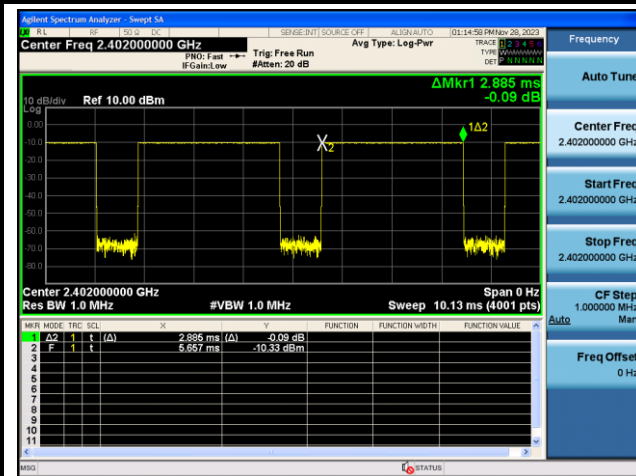 Agilent Spectrum Analyzer - Swept SA
RL RF 50 Ω DC SENSE:INT SOURCE OFF ALIGNAUTO 01:14:58 PM Nov 28, 2023
Center Freq 2.402000000 GHz
PNO: Fast
IFGain:Low
Trig: Free Run
#Atten: 20 dB
Avg Type: Log-Pwr
TRACE 1 2 3 4 5 6
TYPE
DET P N N N N N
ΔMkr1 2.885 ms
-0.09 dB
10 dB/div Ref 10.00 dBm
Log
0.00
-10.0
-20.0
-30.0
-40.0
-50.0
-60.0
-70.0
-80.0
X2
1Δ2
Center 2.402000000 GHz Span 0 Hz
Res BW 1.0 MHz #VBW 1.0 MHz Sweep 10.13 ms (4001 pts)
MKR MODE TRC SCL X Y FUNCTION FUNCTION WIDTH FUNCTION VALUE
1 Δ2 1 t (Δ) 2.885 ms (Δ) -0.09 dB
2 F 1 t 5.657 ms -10.33 dBm
3
4
5
6
7
8
9
10
11
MSG STATUS
Frequency
Auto Tune
Center Freq
2.402000000 GHz
Start Freq
2.402000000 GHz
Stop Freq
2.402000000 GHz
CF Step
1.000000 MHz
Auto Man
Freq Offset
0 Hz